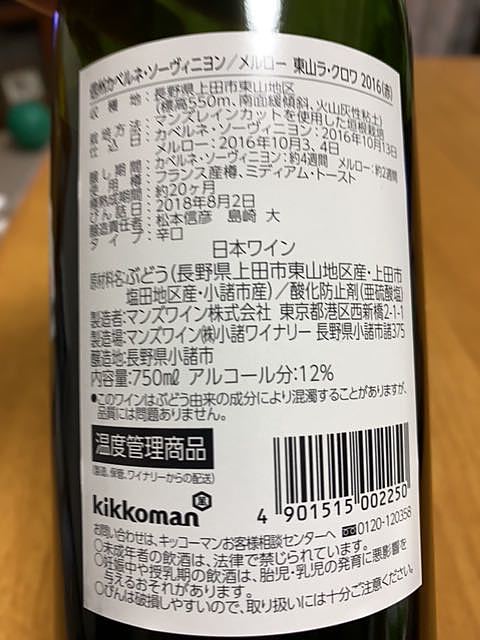 信州カベルネ・ソーヴィニヨン／メルロー 東山ラ・クロワ 2016(赤)
収穫地：長野県上田市東山地区
(標高550m、南面緩傾斜、火山灰性粘土)
栽培方法：マンズレインカットを使用した垣根栽培
仕込日：カベルネ・ソーヴィニヨン：2016年10月13日
メルロー：2016年10月3、4日
醸し期間：カベルネ・ソーヴィニヨン：約4週間 メルロー：約2週間
使用樽：フランス産樽、ミディアム・トースト
樽熟成期間：約20ヶ月
びん詰日：2018年8月2日
醸造責任者：松本信彦 島崎 大
タイプ：辛口
日本ワイン
原材料名：ぶどう(長野県上田市東山地区産・上田市
塩田地区産・小諸市産)／酸化防止剤(亜硫酸塩)
製造者：マンズワイン株式会社 東京都港区西新橋2-1-1
製造場：マンズワイン㈱小諸ワイナリー 長野県小諸市諸375
醸造地：長野県小諸市
内容量：750㎖ アルコール分：12%
●このワインはぶどう由来の成分により混濁することがありますが、
品質には問題ありません。
温度管理商品
(製造、保管、ワイナリーからの配送)
kikkoman
4 901515 002250
お問い合わせは、キッコーマンお客様相談センターへ 0120-120358
○未成年者の飲酒は、法律で禁じられています。
○妊娠中や授乳期の飲酒は、胎児・乳児の発育に悪影響を
与えるおそれがあります。
○びんは破損しやすいので、取り扱いには十分ご注意ください。